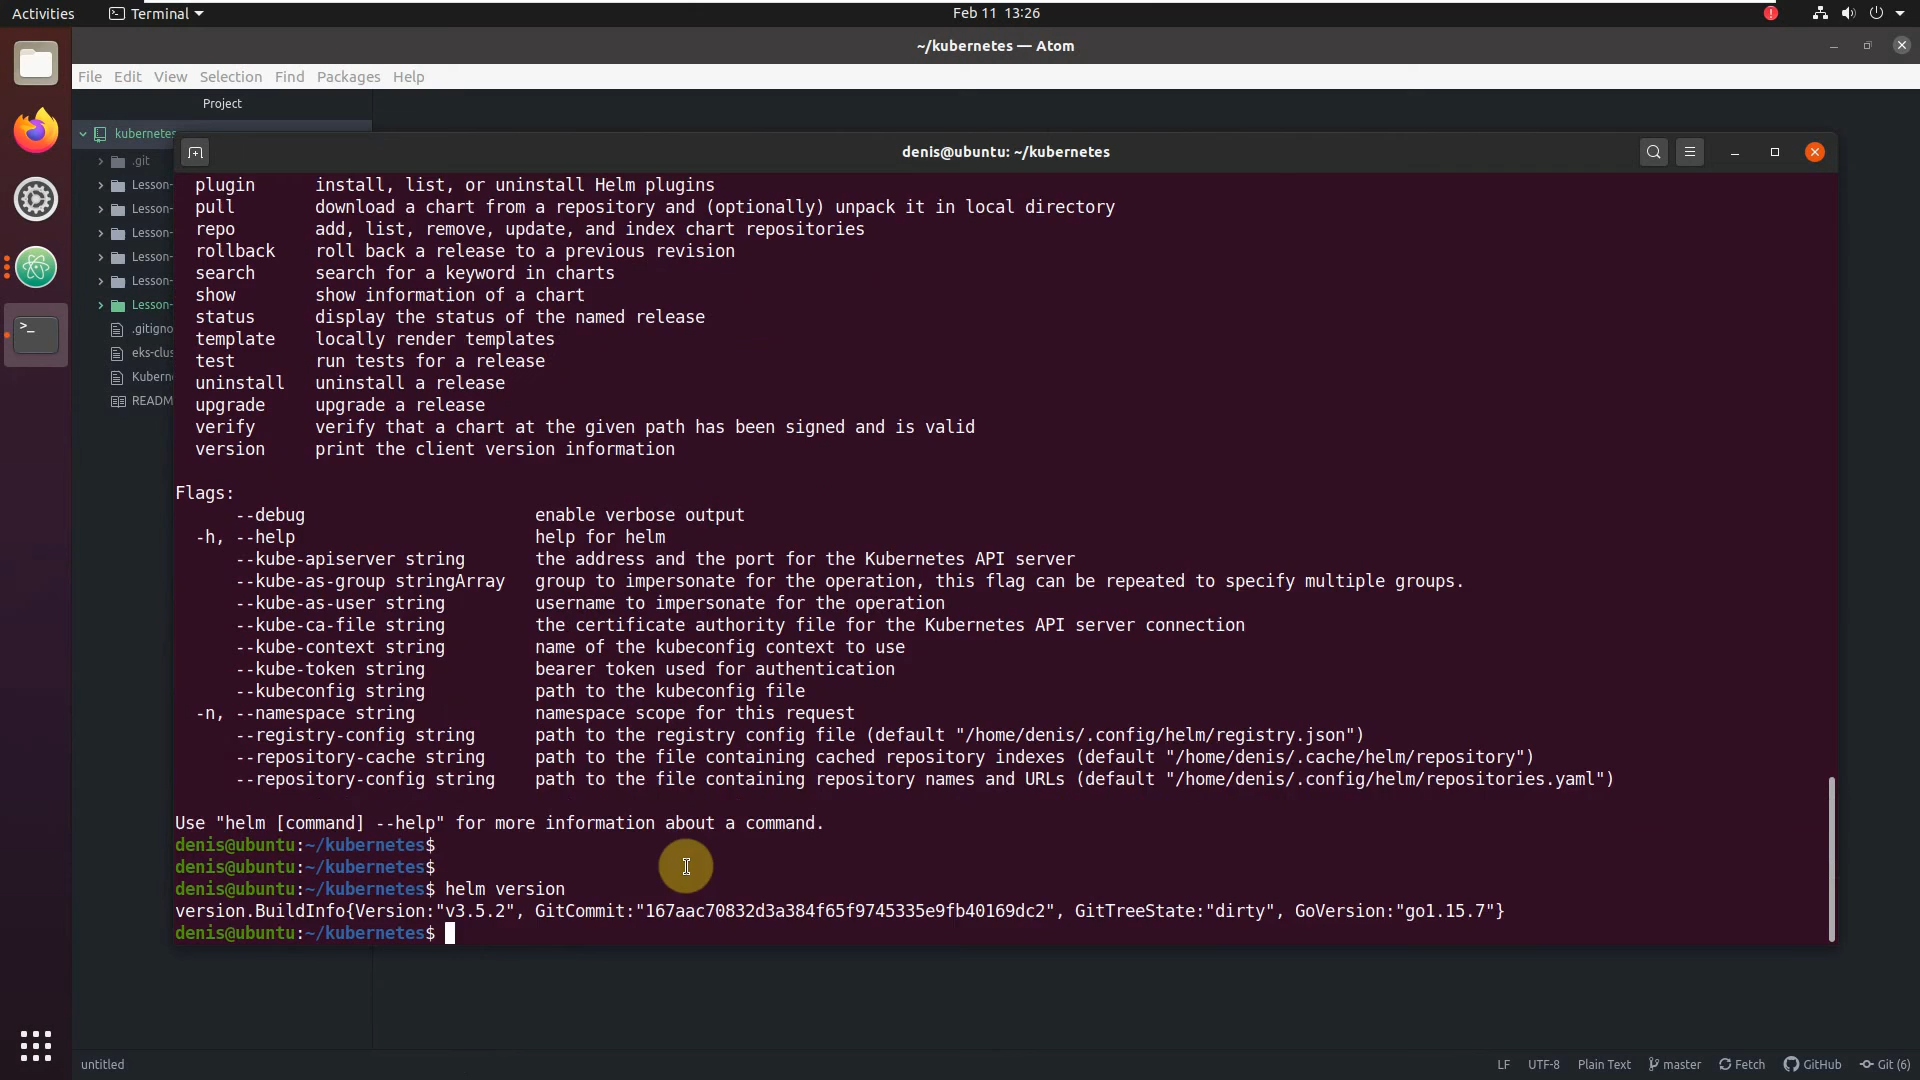 Activities
Terminal
Feb 11 13:26
~/kubernetes — Atom
File Edit View Selection Find Packages Help
Project
kubernetes
.git
Lesson-
Lesson-
Lesson-
Lesson-
Lesson-
Lesson-
.gitigno
eks-clus
Kubern
READM
denis@ubuntu: ~/kubernetes
plugin install, list, or uninstall Helm plugins
pull download a chart from a repository and (optionally) unpack it in local directory
repo add, list, remove, update, and index chart repositories
rollback roll back a release to a previous revision
search search for a keyword in charts
show show information of a chart
status display the status of the named release
template locally render templates
test run tests for a release
uninstall uninstall a release
upgrade upgrade a release
verify verify that a chart at the given path has been signed and is valid
version print the client version information
Flags:
--debug enable verbose output
-h, --help help for helm
--kube-apiserver string the address and the port for the Kubernetes API server
--kube-as-group stringArray group to impersonate for the operation, this flag can be repeated to specify multiple groups.
--kube-as-user string username to impersonate for the operation
--kube-ca-file string the certificate authority file for the Kubernetes API server connection
--kube-context string name of the kubeconfig context to use
--kube-token string bearer token used for authentication
--kubeconfig string path to the kubeconfig file
-n, --namespace string namespace scope for this request
--registry-config string path to the registry config file (default "/home/denis/.config/helm/registry.json")
--repository-cache string path to the file containing cached repository indexes (default "/home/denis/.cache/helm/repository")
--repository-config string path to the file containing repository names and URLs (default "/home/denis/.config/helm/repositories.yaml")
Use "helm [command] --help" for more information about a command.
denis@ubuntu:~/kubernetes$
denis@ubuntu:~/kubernetes$
denis@ubuntu:~/kubernetes$ helm version
version.BuildInfo{Version:"v3.5.2", GitCommit:"167aac70832d3a384f65f9745335e9fb40169dc2", GitTreeState:"dirty", GoVersion:"go1.15.7"}
denis@ubuntu:~/kubernetes$
untitled
LF UTF-8 Plain Text master Fetch GitHub Git (6)